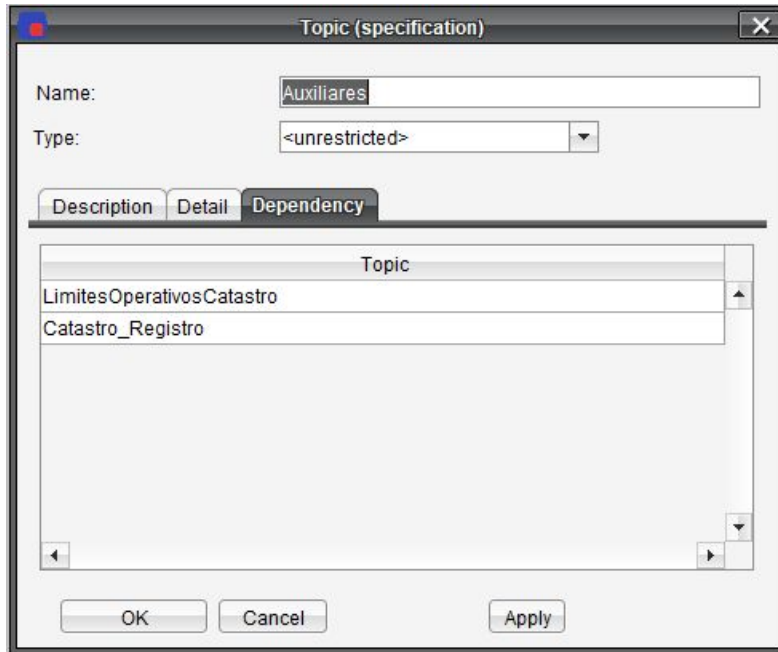 Topic (specification)
Name: Auxiliares
Type: <unrestricted>
Description Detail Dependency
Topic
LimitesOperativosCatastro
Catastro_Registro
OK Cancel Apply